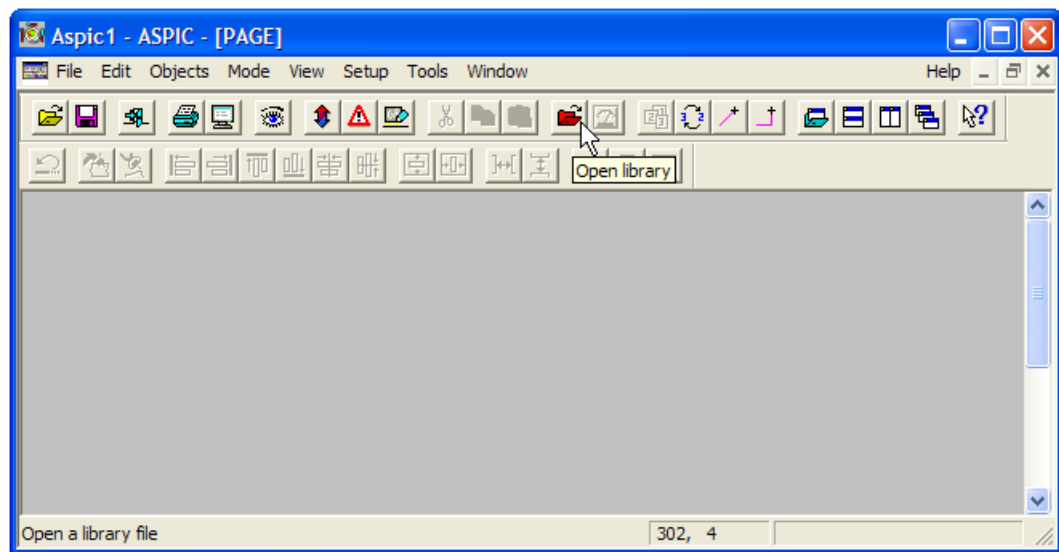 Aspic1 - ASPIC - [PAGE]
File Edit Objects Mode View Setup Tools Window Help
Open library
Open a library file 302, 4